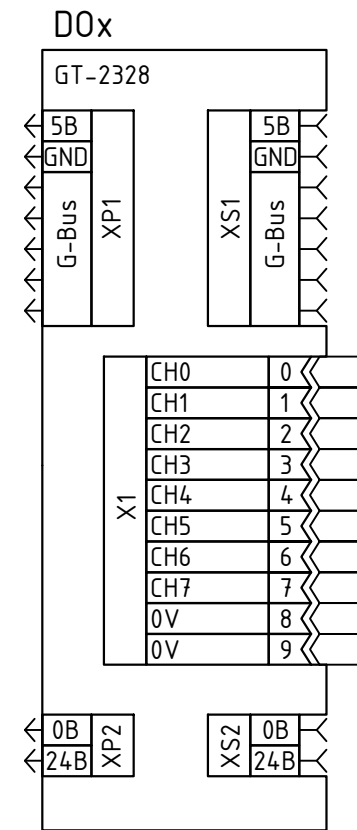 DOx
GT-2328
5В 5В
GND GND
G-Bus XP1 XS1 G-Bus
X1
CH0 0
CH1 1
CH2 2
CH3 3
CH4 4
CH5 5
CH6 6
CH7 7
0V 8
0V 9
0В XP2 XS2 0В
24В 24В